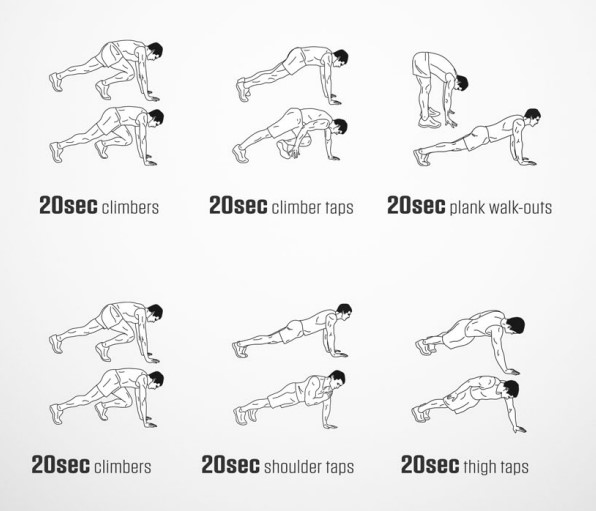 20sec climbers
20sec climber taps
20sec plank walk-outs
20sec climbers
20sec shoulder taps
20sec thigh taps